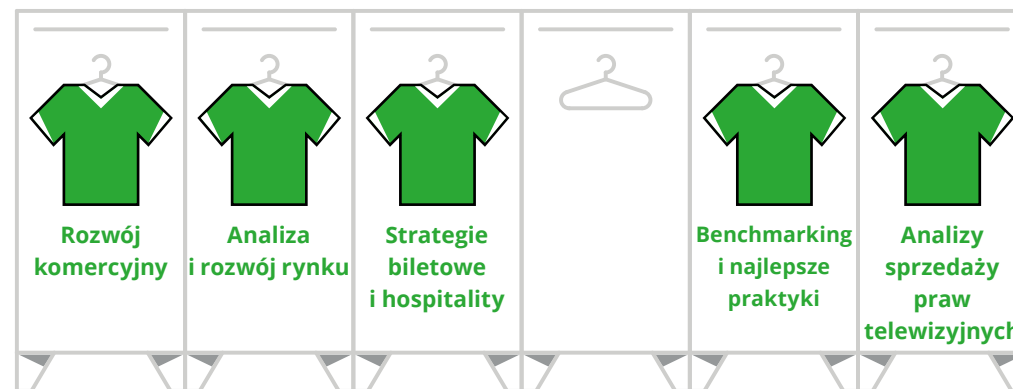 Rozwój
komercyjny
Analiza
i rozwój rynku
Strategie
biletowe
i hospitality
Benchmarking
i najlepsze
praktyki
Analizy
sprzedaży
praw
telewizyjnych